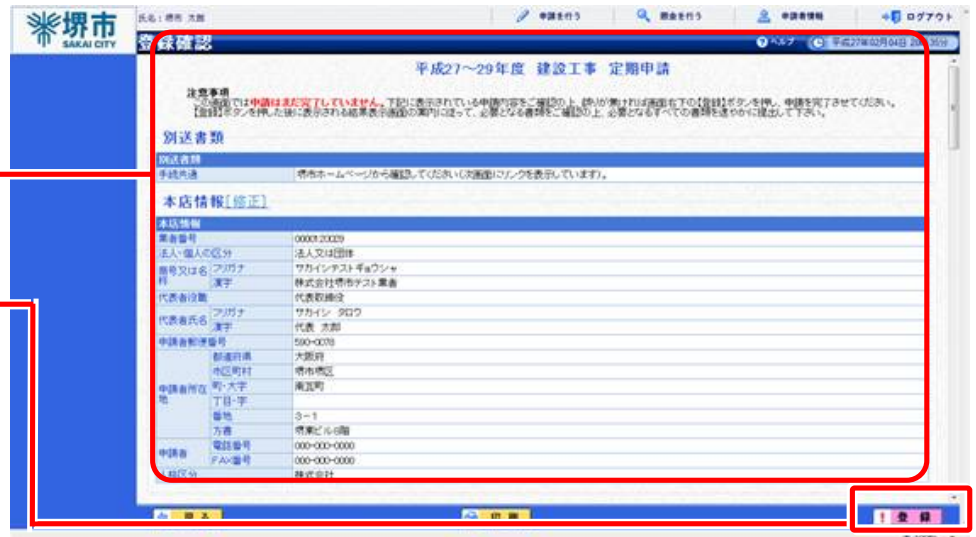 堺市
SAKAI CITY
氏名：堺市 太郎
申請を行う
照会を行う
申請者情報
ログアウト
登録確認
ヘルプ
平成27年02月04日
平成27～29年度 建設工事 定期申請
注意事項
この画面では申請はまだ完了していません。下記に表示されている申請内容をご確認の上、誤りが無ければ画面右下の【登録】ボタンを押し、申請を完了させてください。
【登録】ボタンを押した後に表示される結果表示画面の案内に従って、必要となる書類をご確認の上、必要となるすべての書類を速やかに提出して下さい。
別送書類
別送書類
手続共通 堺市ホームページから確認してください(次画面にリンクを表示しています)。
本店情報[修正]
本店情報
業者番号
法人・個人の区分 法人又は団体
商号又は名称 フリガナ サカイシテストギョウシャ
漢字 株式会社堺市テスト業者
代表者役職 代表取締役
代表者氏名 フリガナ サカイシ タロウ
漢字 代表 太郎
申請者郵便番号 590-0078
申請者所在地 都道府県 大阪府
市区町村 堺市堺区
町・大字 南瓦町
丁目・字
番地 3－1
方書
申請者 電話番号 000-000-0000
FAX番号 000-000-0000
人格区分 株式会社
戻る
印刷
! 登録